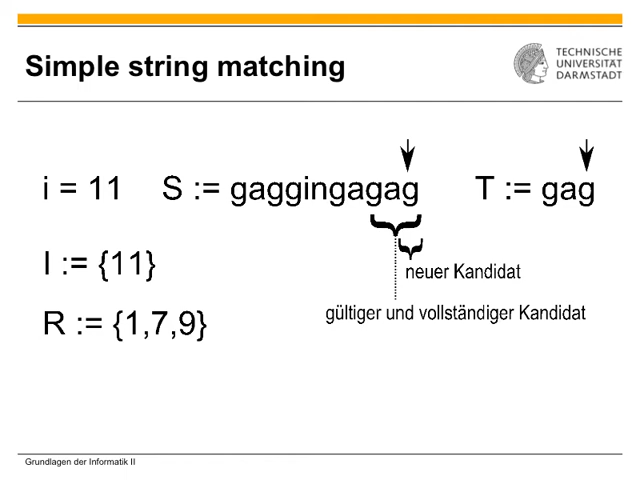 Simple string matching
TECHNISCHE
UNIVERSITÄT
DARMSTADT
i = 11 S := gaggingagag T := gag
I := {11}
neuer Kandidat
gültiger und vollständiger Kandidat
R := {1,7,9}
Grundlagen der Informatik II